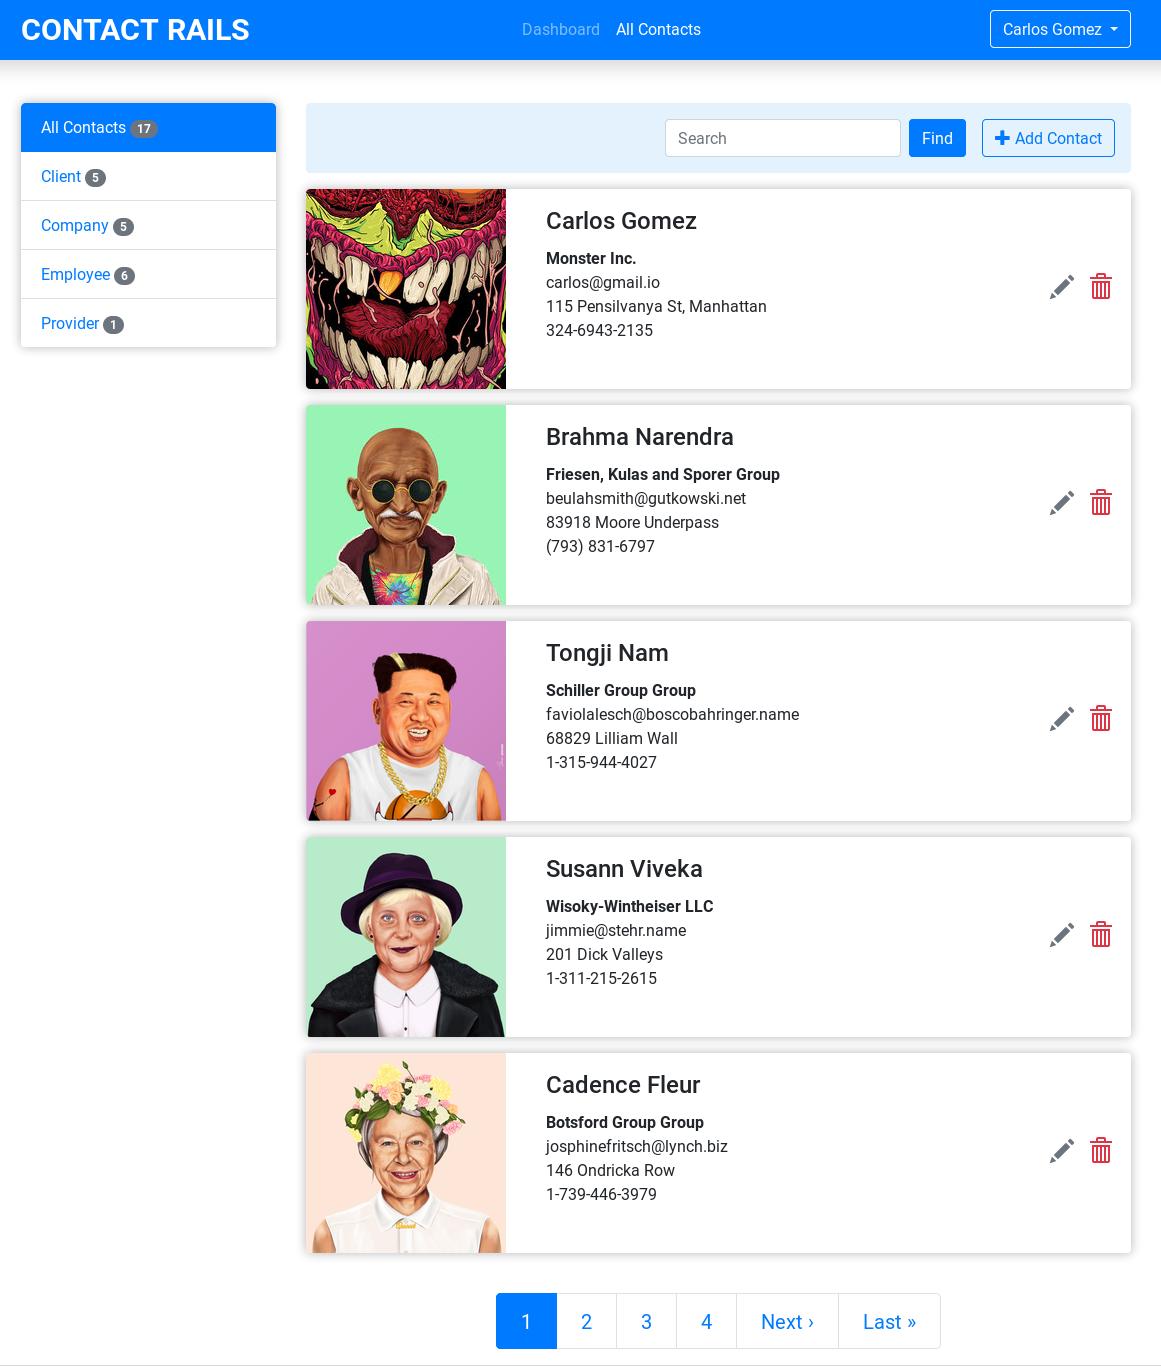 CONTACT RAILS
Dashboard All Contacts
Carlos Gomez
All Contacts 17
Client 5
Company 5
Employee 6
Provider 1
Search
Find
Add Contact
Carlos Gomez
Monster Inc.
carlos@gmail.io
115 Pensilvanya St, Manhattan
324-6943-2135
Brahma Narendra
Friesen, Kulas and Sporer Group
beulahsmith@gutkowski.net
83918 Moore Underpass
(793) 831-6797
Tongji Nam
Schiller Group Group
faviolalesch@boscobahringer.name
68829 Lilliam Wall
1-315-944-4027
Susann Viveka
Wisoky-Wintheiser LLC
jimmie@stehr.name
201 Dick Valleys
1-311-215-2615
Cadence Fleur
Botsford Group Group
josphinefritsch@lynch.biz
146 Ondricka Row
1-739-446-3979
1 2 3 4 Next › Last »